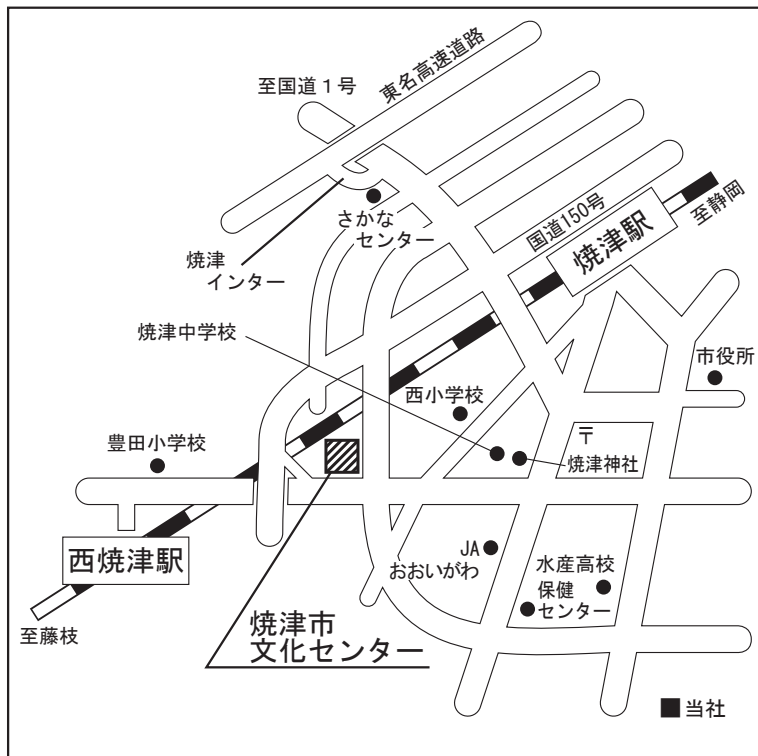 東名高速道路
至国道1号
さかな
センター
国道150号
焼津駅
至静岡
焼津
インター
焼津中学校
市役所
西小学校
豊田小学校
〒
焼津神社
西焼津駅
JA
おおいがわ
水産高校
保健
センター
至藤枝
焼津市
文化センター
■当社